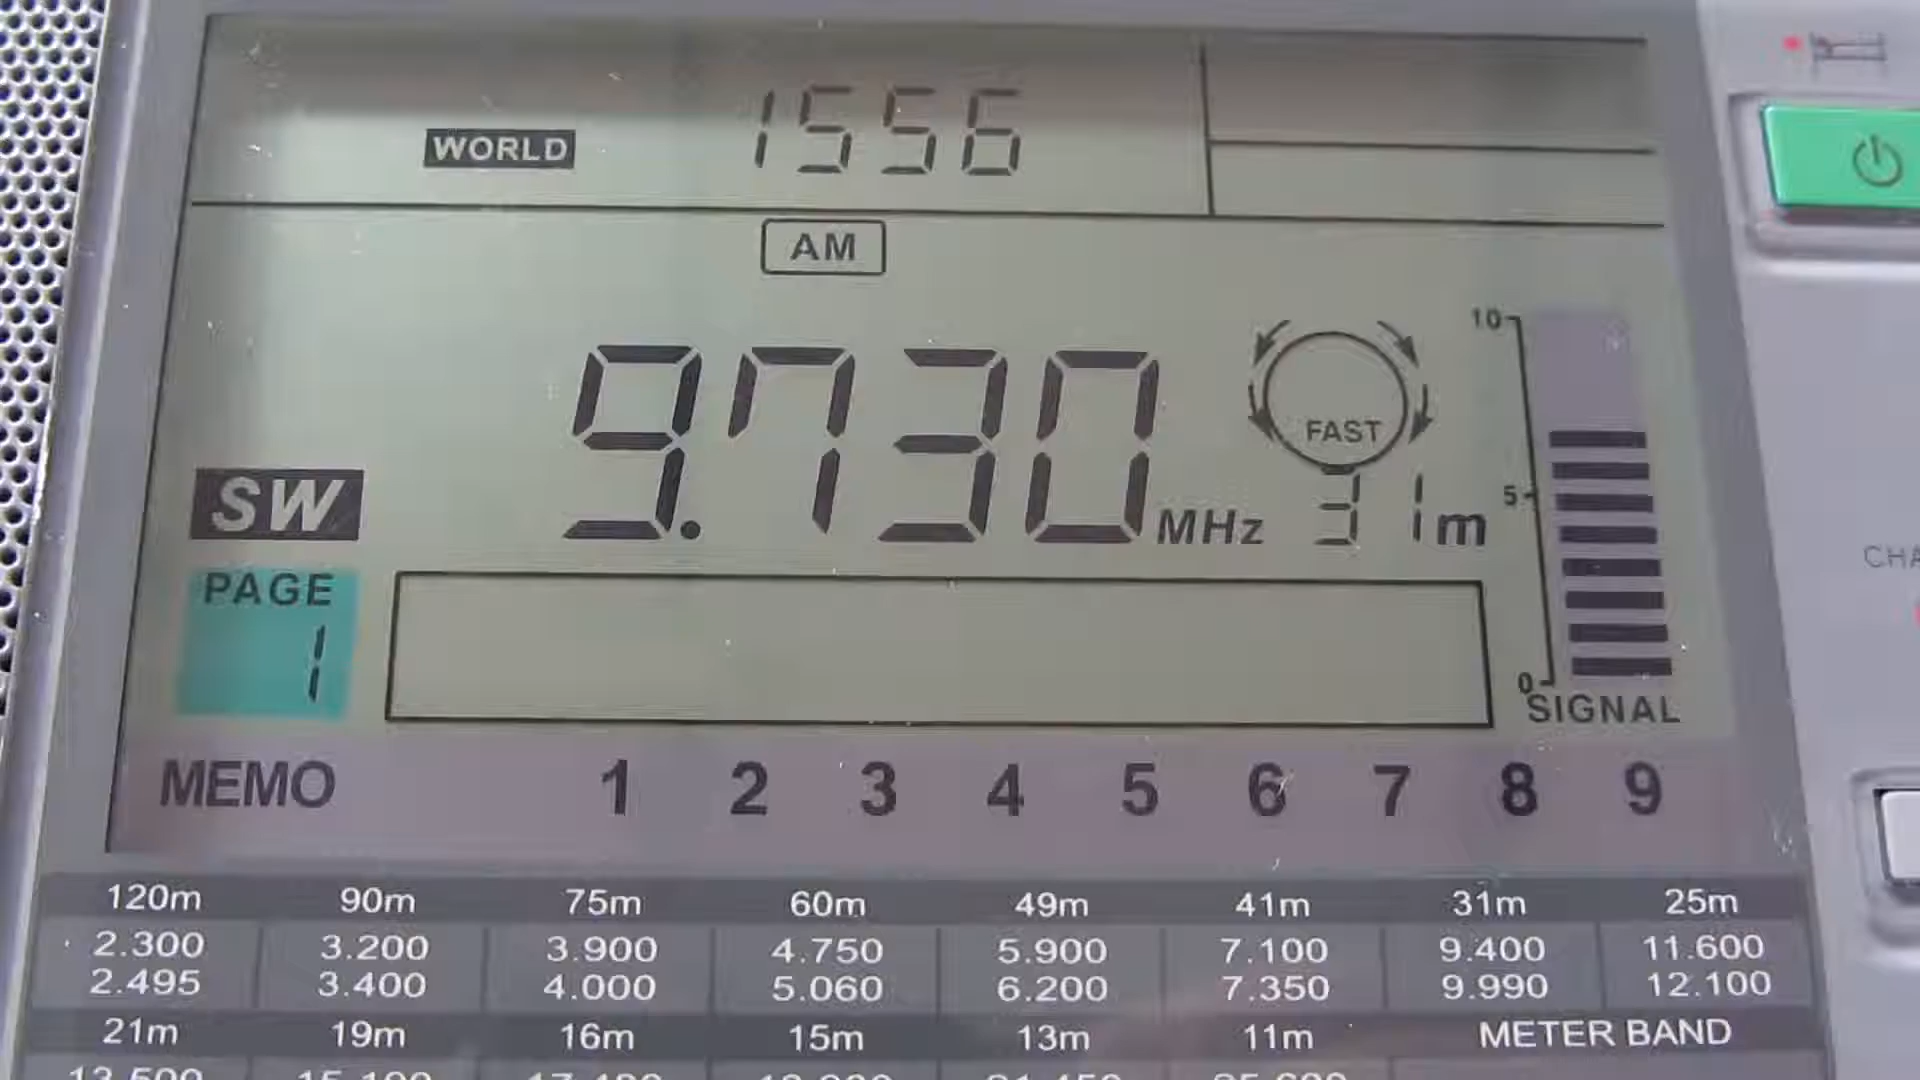 WORLD 1556
AM
10
FAST
SW 9.730 MHz 31m
5
PAGE
1
0
SIGNAL
MEMO 1 2 3 4 5 6 7 8 9
CHA
120m 90m 75m 60m 49m 41m 31m 25m
2.300 3.200 3.900 4.750 5.900 7.100 9.400 11.600
2.495 3.400 4.000 5.060 6.200 7.350 9.990 12.100
21m 19m 16m 15m 13m 11m METER BAND